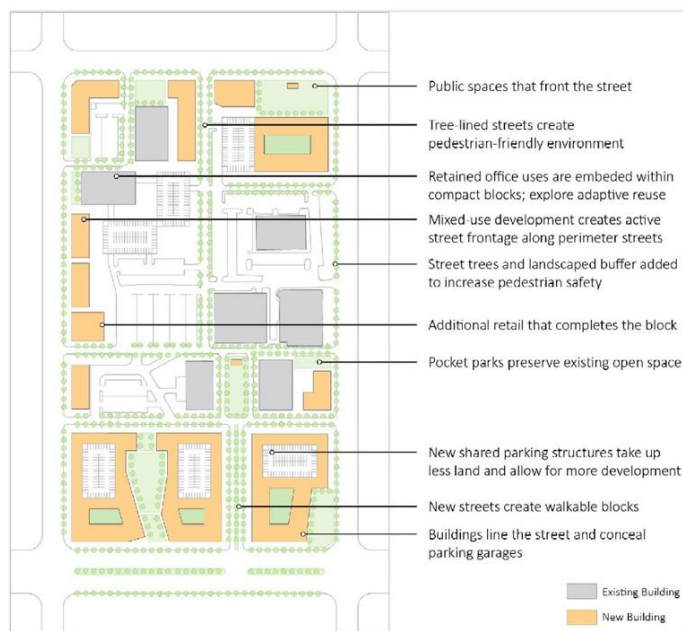 Public spaces that front the street
Tree-lined streets create
pedestrian-friendly environment
Retained office uses are embeded within
compact blocks; explore adaptive reuse
Mixed-use development creates active
street frontage along perimeter streets
Street trees and landscaped buffer added
to increase pedestrian safety
Additional retail that completes the block
Pocket parks preserve existing open space
New shared parking structures take up
less land and allow for more development
New streets create walkable blocks
Buildings line the street and conceal
parking garages
Existing Building
New Building